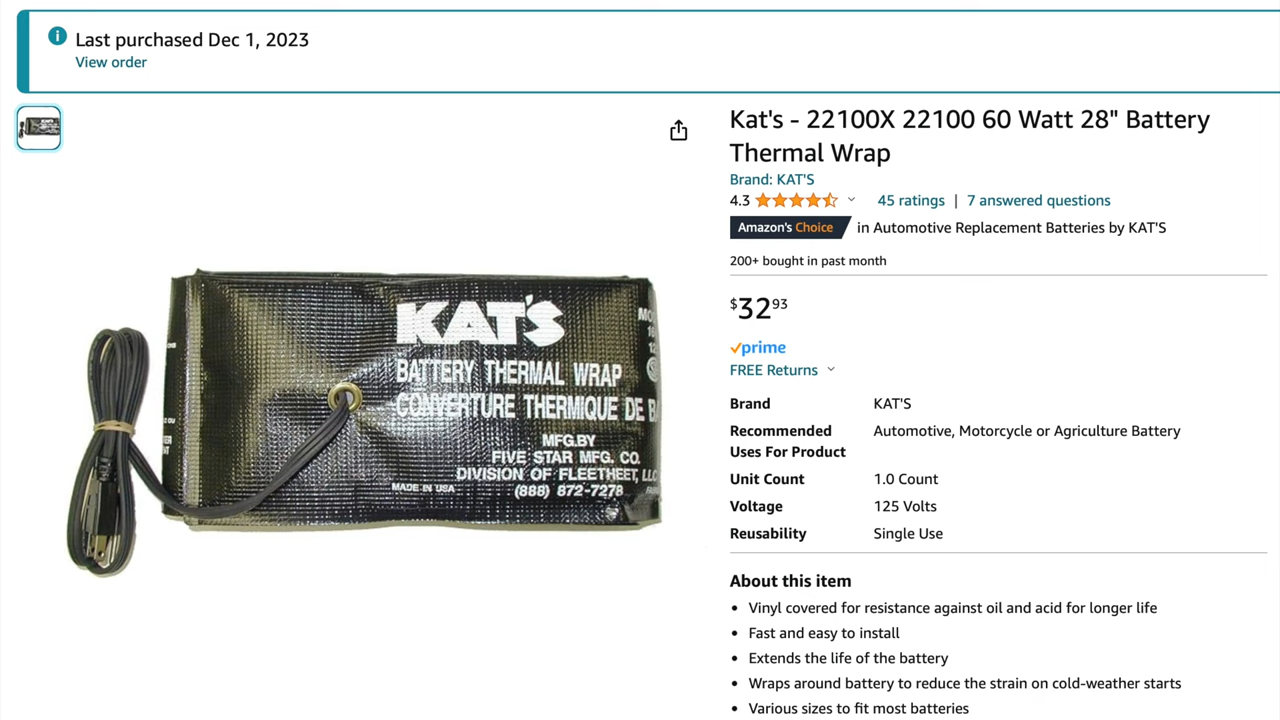 Last purchased Dec 1, 2023
View order
Kat's - 22100X 22100 60 Watt 28" Battery
Thermal Wrap
Brand: KAT'S
4.3
45 ratings | 7 answered questions
Amazon's Choice in Automotive Replacement Batteries by KAT'S
200+ bought in past month
$32 93
prime
FREE Returns
Brand KAT'S
Recommended Automotive, Motorcycle or Agriculture Battery
Uses For Product
Unit Count 1.0 Count
Voltage 125 Volts
Reusability Single Use
About this item
• Vinyl covered for resistance against oil and acid for longer life
• Fast and easy to install
• Extends the life of the battery
• Wraps around battery to reduce the strain on cold-weather starts
• Various sizes to fit most batteries
KAT'S
BATTERY THERMAL WRAP
CONVERTURE THERMIQUE DE
MFG.BY
FIVE STAR MFG. CO.
DIVISION OF FLEETHEET, LLC
MADE IN USA
(888) 872-7278